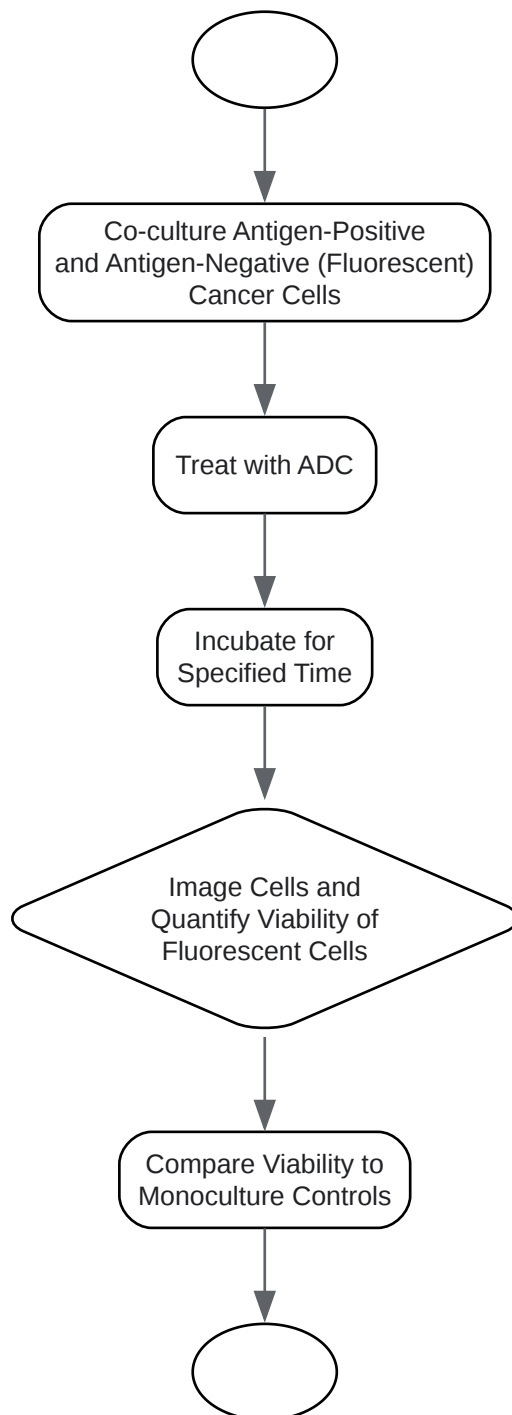 Co-culture Antigen-Positive
and Antigen-Negative (Fluorescent)
Cancer Cells
Treat with ADC
Incubate for
Specified Time
Image Cells and
Quantify Viability of
Fluorescent Cells
Compare Viability to
Monoculture Controls